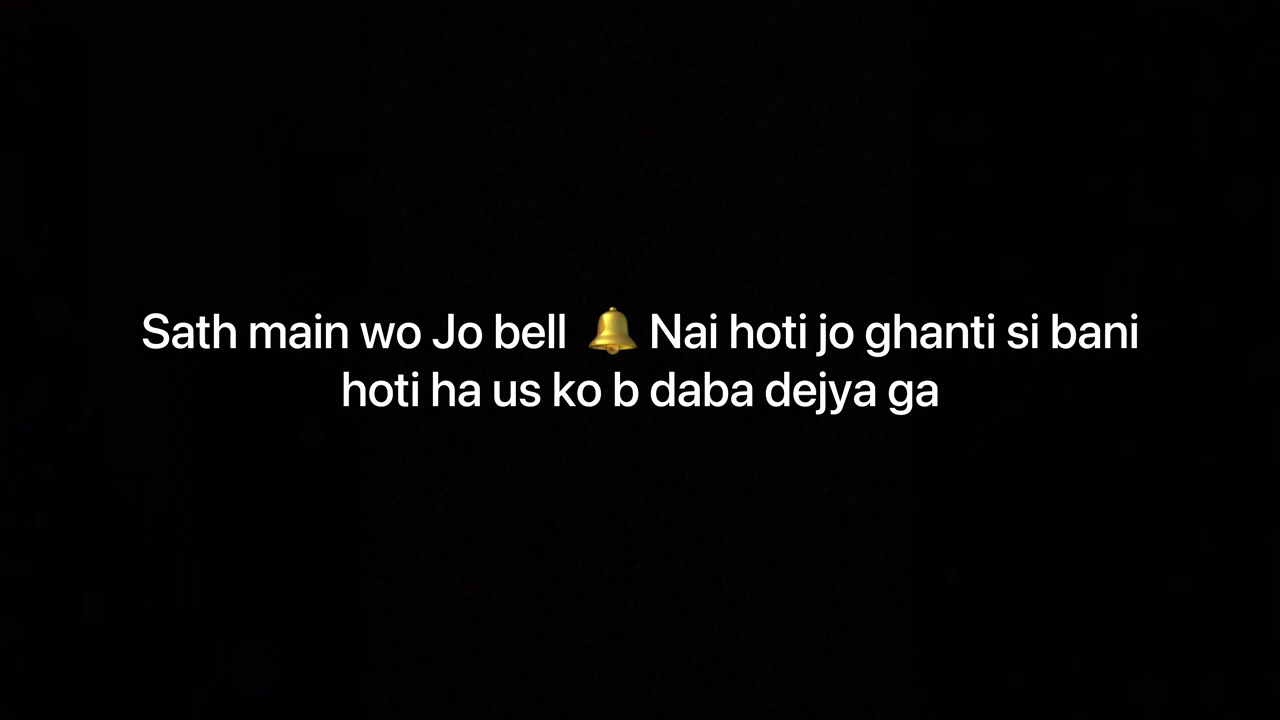 Sath main wo Jo bell 🔔 Nai hoti jo ghanti si bani
hoti ha us ko b daba dejya ga